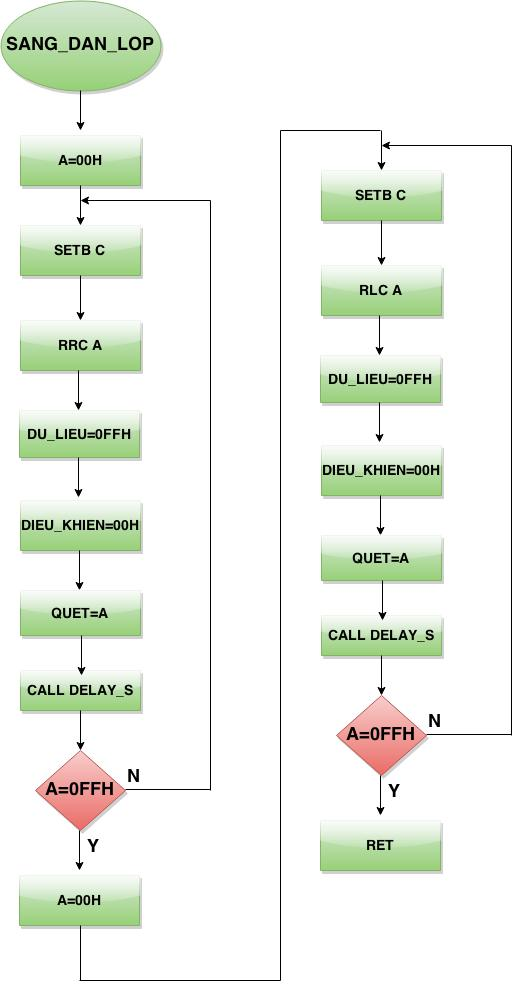 SANG_DAN_LOP
A=00H
SETB C
RRC A
DU_LIEU=0FFH
DIEU_KHIEN=00H
QUET=A
CALL DELAY_S
A=0FFH
N
Y
A=00H
SETB C
RLC A
DU_LIEU=0FFH
DIEU_KHIEN=00H
QUET=A
CALL DELAY_S
A=0FFH
N
Y
RET